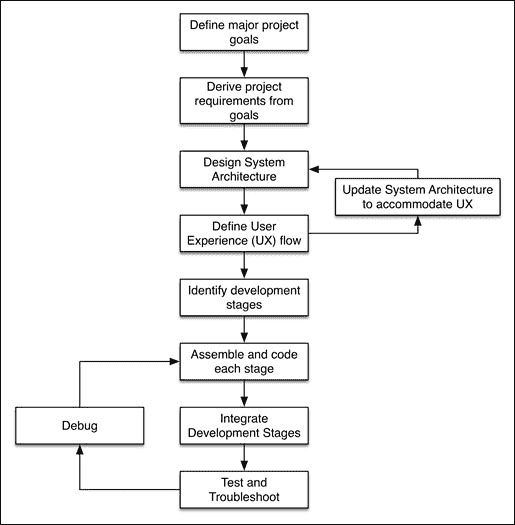 Define major project
goals
Derive project
requirements from
goals
Design System
Architecture
Update System Architecture
to accommodate UX
Define User
Experience (UX) flow
Identify development
stages
Assemble and code
each stage
Debug
Integrate
Development Stages
Test and
Troubleshoot